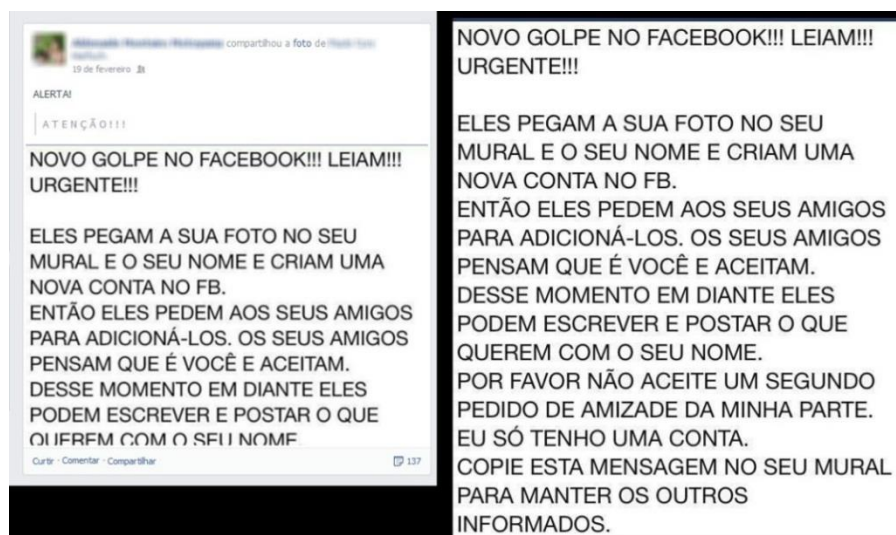 compartilhou a foto de
19 de fevereiro
ALERTA!
ATENÇÃO!!!
NOVO GOLPE NO FACEBOOK!!! LEIAM!!!
URGENTE!!!
ELES PEGAM A SUA FOTO NO SEU
MURAL E O SEU NOME E CRIAM UMA
NOVA CONTA NO FB.
ENTÃO ELES PEDEM AOS SEUS AMIGOS
PARA ADICIONÁ-LOS. OS SEUS AMIGOS
PENSAM QUE É VOCÊ E ACEITAM.
DESSE MOMENTO EM DIANTE ELES
PODEM ESCREVER E POSTAR O QUE
QUEREM COM O SEU NOME.
Curtir · Comentar · Compartilhar 137
NOVO GOLPE NO FACEBOOK!!! LEIAM!!!
URGENTE!!!
ELES PEGAM A SUA FOTO NO SEU
MURAL E O SEU NOME E CRIAM UMA
NOVA CONTA NO FB.
ENTÃO ELES PEDEM AOS SEUS AMIGOS
PARA ADICIONÁ-LOS. OS SEUS AMIGOS
PENSAM QUE É VOCÊ E ACEITAM.
DESSE MOMENTO EM DIANTE ELES
PODEM ESCREVER E POSTAR O QUE
QUEREM COM O SEU NOME.
POR FAVOR NÃO ACEITE UM SEGUNDO
PEDIDO DE AMIZADE DA MINHA PARTE.
EU SÓ TENHO UMA CONTA.
COPIE ESTA MENSAGEM NO SEU MURAL
PARA MANTER OS OUTROS
INFORMADOS.